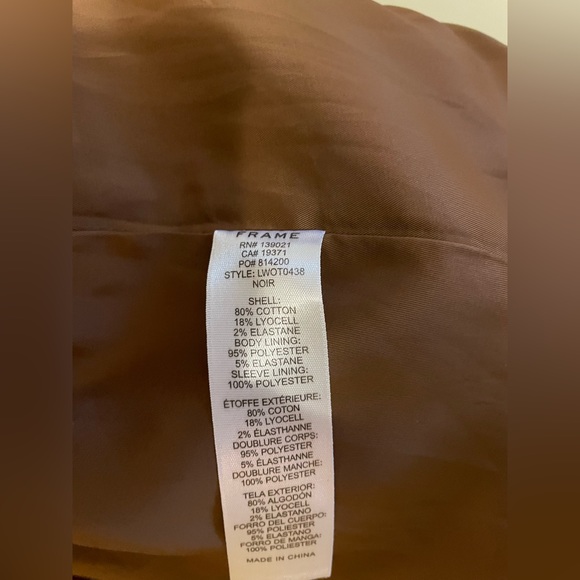 FRAME
RN# 139021
CA# 19371
PO# 814200
STYLE: LWOT0438
NOIR
SHELL:
80% COTTON
18% LYOCELL
2% ELASTANE
BODY LINING:
95% POLYESTER
5% ELASTANE
SLEEVE LINING:
100% POLYESTER
ÉTOFFE EXTÉRIEURE:
80% COTON
18% LYOCELL
2% ÉLASTHANNE
DOUBLURE CORPS:
95% POLYESTER
5% ÉLASTHANNE
DOUBLURE MANCHE:
100% POLYESTER
TELA EXTERIOR:
80% ALGODÓN
18% LYOCELL
2% ELASTANO
FORRO DEL CUERPO:
95% POLIESTER
5% ELASTANO
FORRO DE MANGA:
100% POLIESTER
MADE IN CHINA